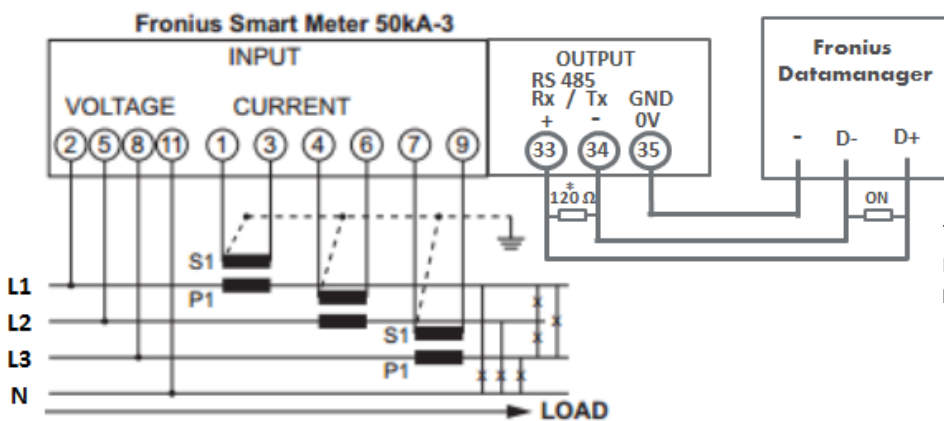 Fronius Smart Meter 50kA-3
INPUT
VOLTAGE CURRENT
2 5 8 11 1 3 4 6 7 9
OUTPUT
RS 485
Rx / Tx GND
+ - 0V
33 34 35
Fronius
Datamanager
- D- D+
*
120 Ω
ON
S1
P1
S1
P1
L1
L2
L3
N
LOAD